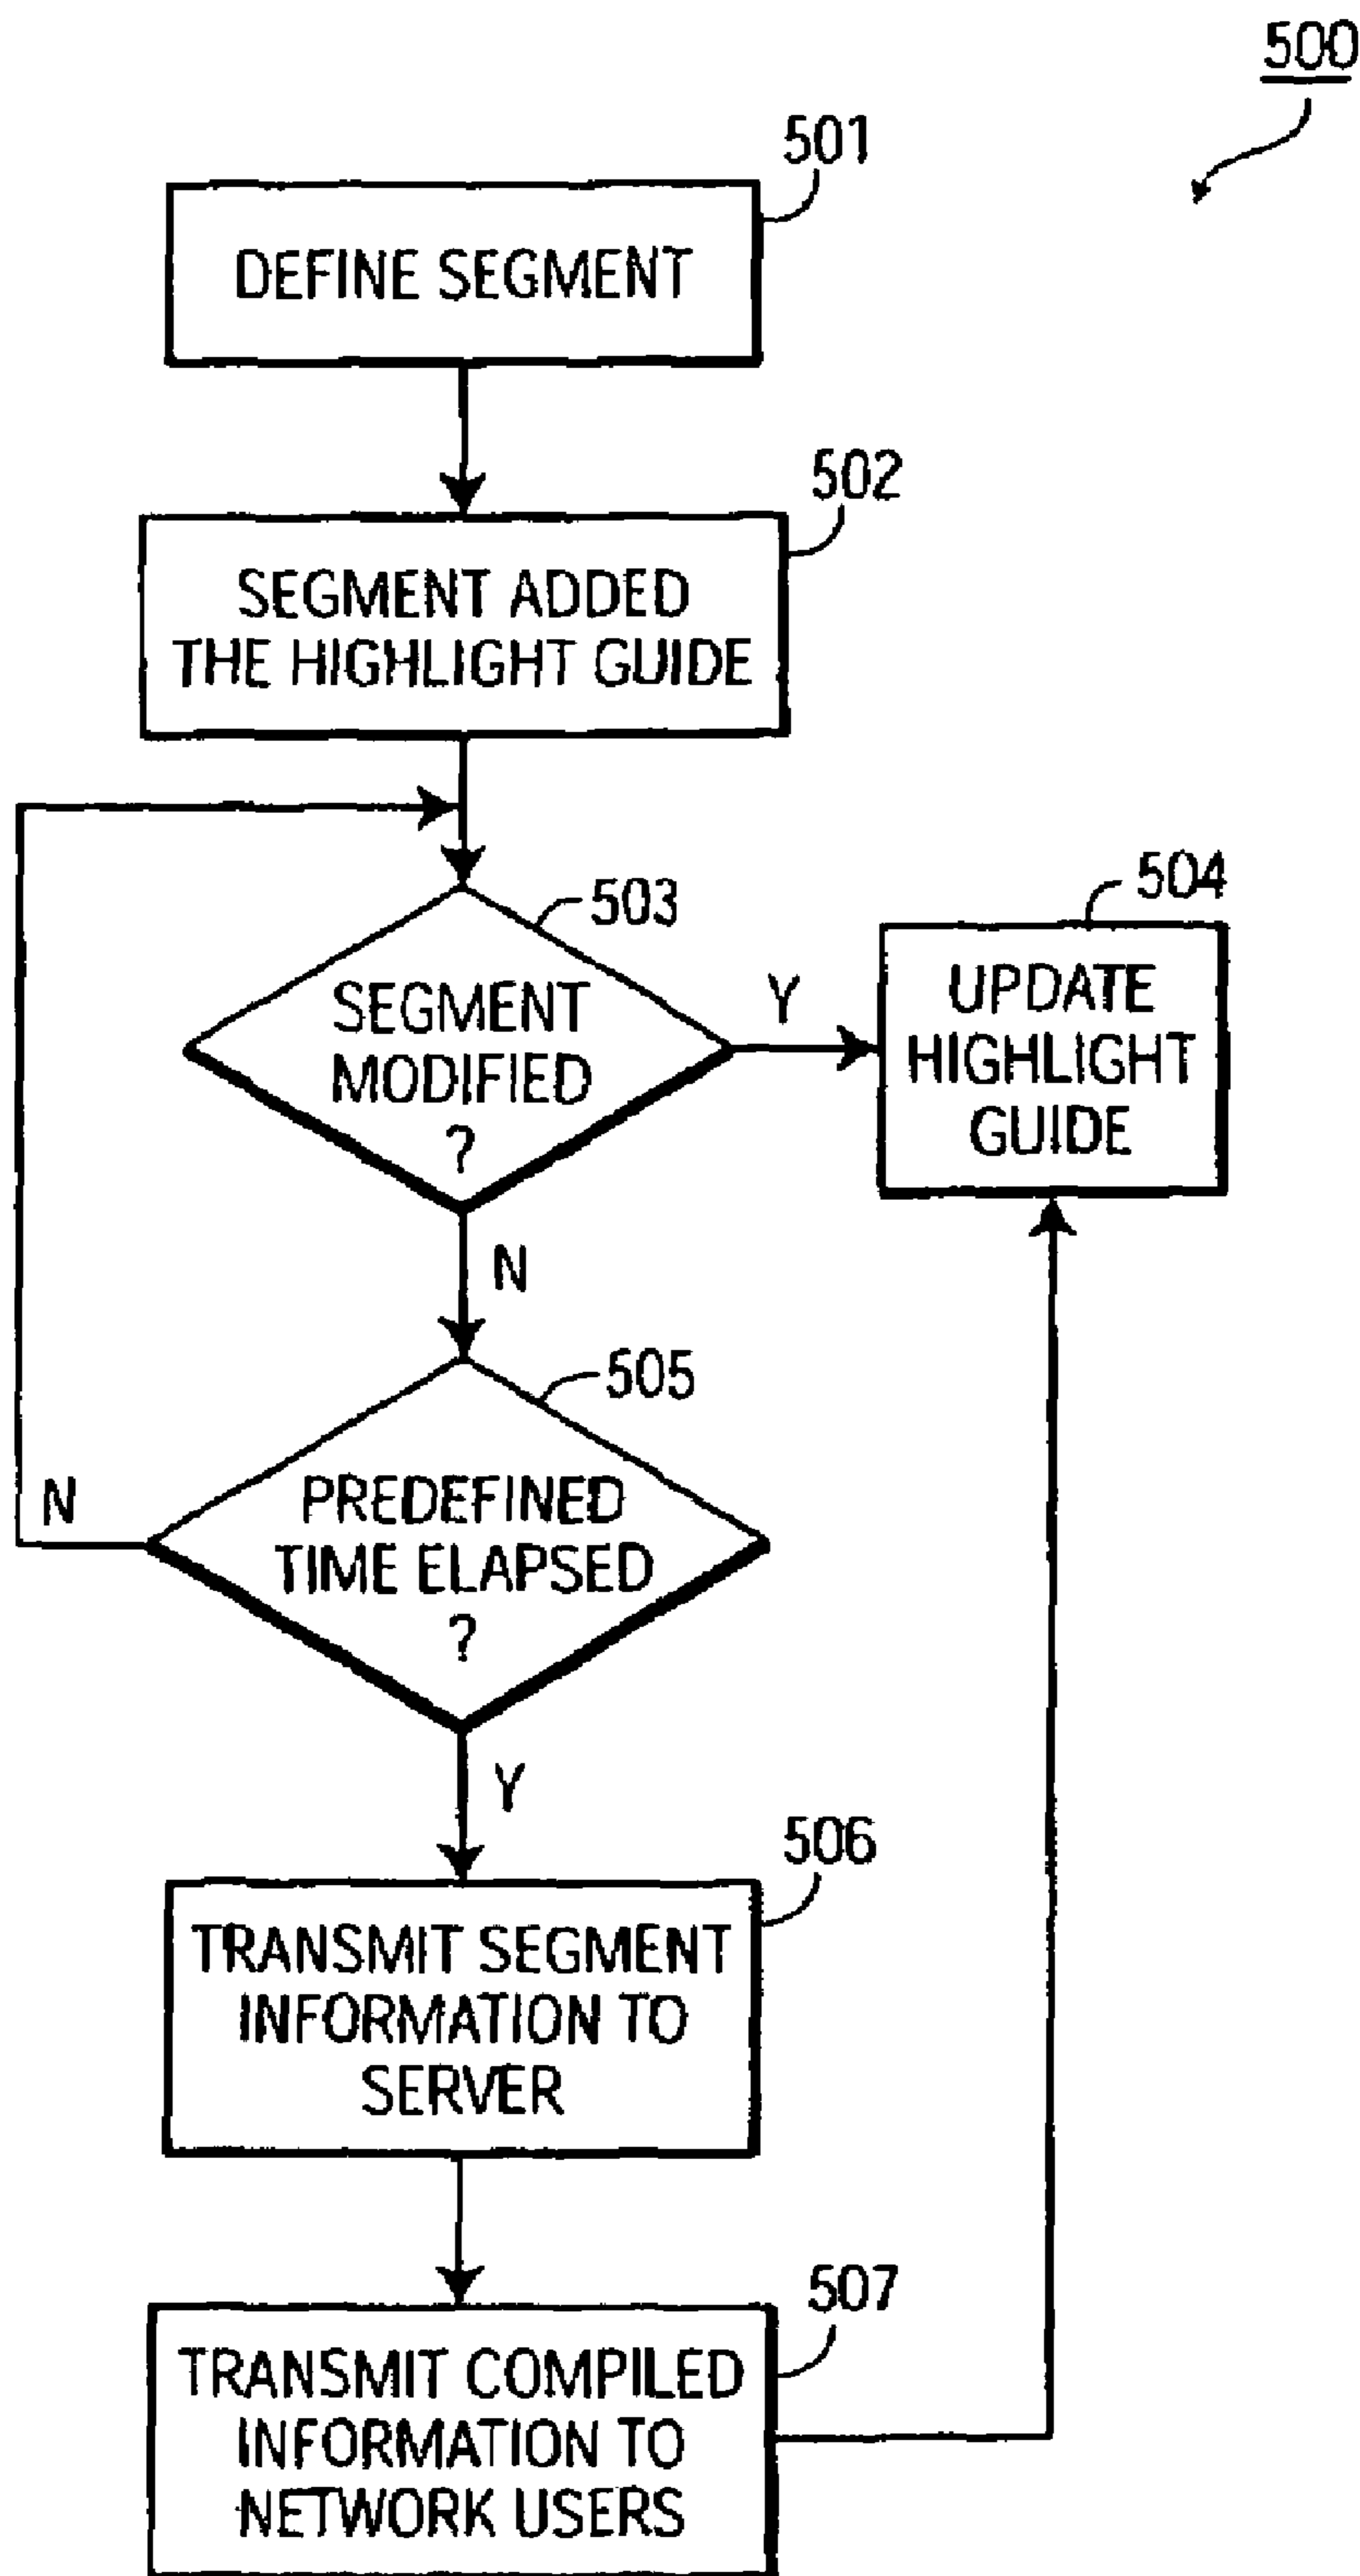 500
501
DEFINE SEGMENT
502
SEGMENT ADDED
THE HIGHLIGHT GUIDE
503
SEGMENT
MODIFIED
?
Y
504
UPDATE
HIGHLIGHT
GUIDE
N
505
PREDEFINED
TIME ELAPSED
?
N
Y
506
TRANSMIT SEGMENT
INFORMATION TO
SERVER
507
TRANSMIT COMPILED
INFORMATION TO
NETWORK USERS